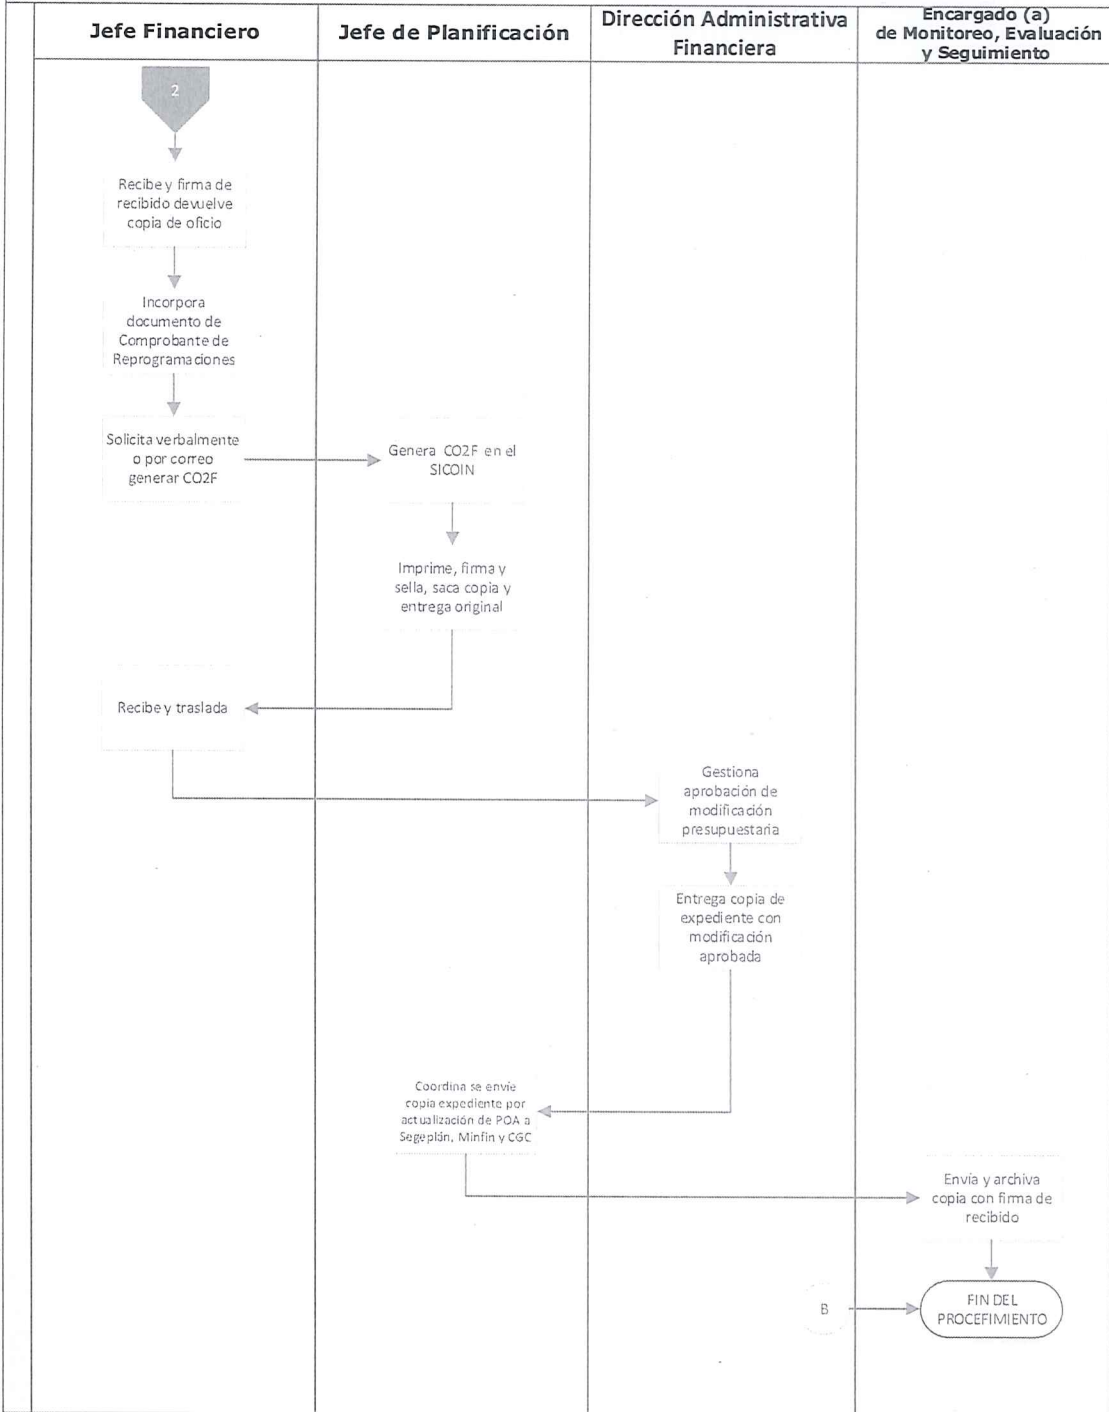 Jefe Financiero
Jefe de Planificación
Dirección Administrativa
Financiera
Encargado (a)
de Monitoreo, Evaluación
y Seguimiento
2
Recibe y firma de
recibido devuelve
copia de oficio
Incorpora
documento de
Comprobante de
Reprogramaciones
Solicita verbalmente
o por correo
generar CO2F
Genera CO2F en el
SICOIN
Imprime, firma y
sella, saca copia y
entrega original
Recibe y traslada
Gestiona
aprobación de
modificación
presupuestaria
Entrega copia de
expediente con
modificación
aprobada
Coordina se envíe
copia expediente por
actualización de POA a
Segeplán, Minfin y CGC
Envía y archiva
copia con firma de
recibido
B
FIN DEL
PROCEFIMIENTO